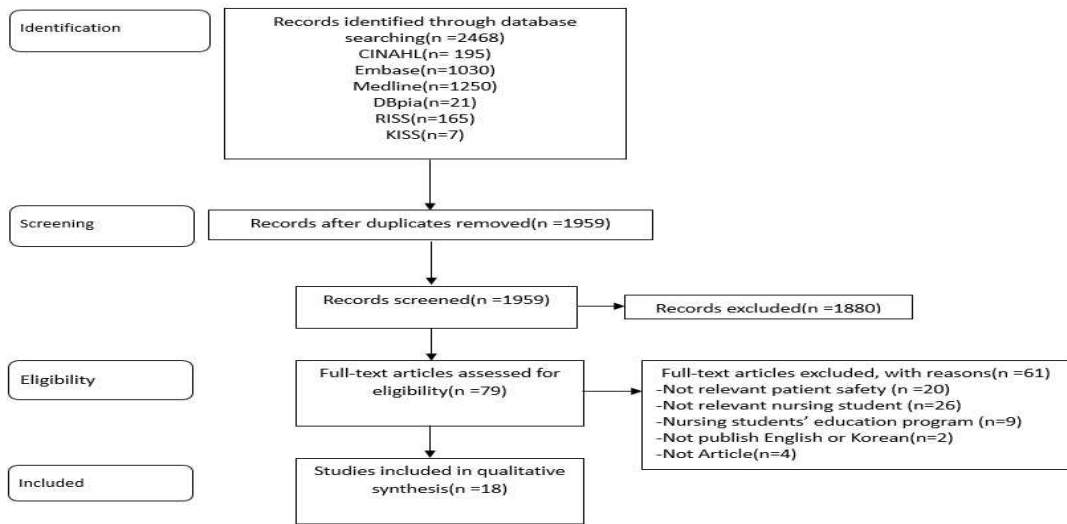 Identification
Records identified through database
searching(n =2468)
CINAHL(n= 195)
Embase(n=1030)
Medline(n=1250)
DBpia(n=21)
RISS(n=165)
KISS(n=7)
Screening
Records after duplicates removed(n =1959)
Records screened(n =1959)
Records excluded(n =1880)
Eligibility
Full-text articles assessed for
eligibility(n =79)
Full-text articles excluded, with reasons(n =61)
-Not relevant patient safety (n =20)
-Not relevant nursing student (n=26)
-Nursing students’ education program (n=9)
-Not publish English or Korean(n=2)
-Not Article(n=4)
Included
Studies included in qualitative
synthesis(n =18)